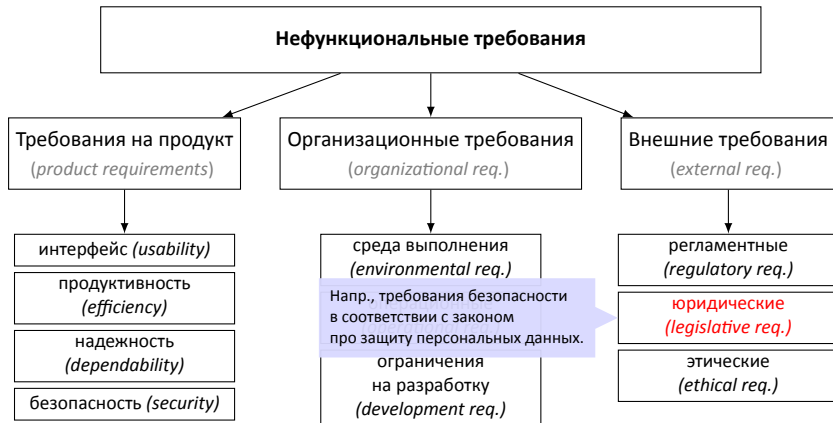 Нефункциональные требования
Требования на продукт
(product requirements)
Организационные требования
(organizational req.)
Внешние требования
(external req.)
интерфейс (usability)
продуктивность
(efficiency)
надежность
(dependability)
безопасность (security)
среда выполнения
(environmental req.)
Напр., требования безопасности
в соответствии с законом
про защиту персональных данных.
ограничения
на разработку
(development req.)
регламентные
(regulatory req.)
юридические
(legislative req.)
этические
(ethical req.)